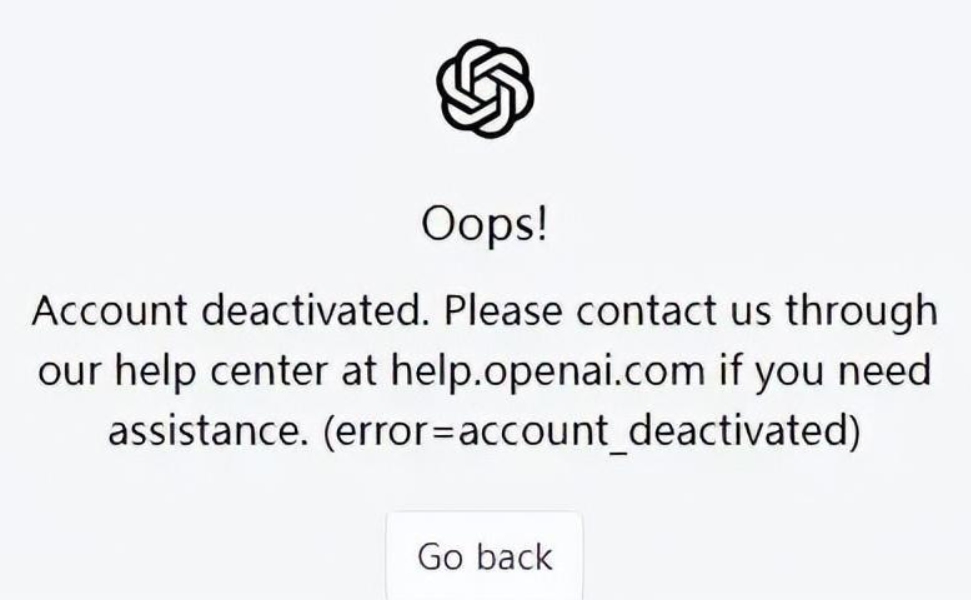 Oops!
Account deactivated. Please contact us through
our help center at help.openai.com if you need
assistance. (error=account_deactivated)
Go back